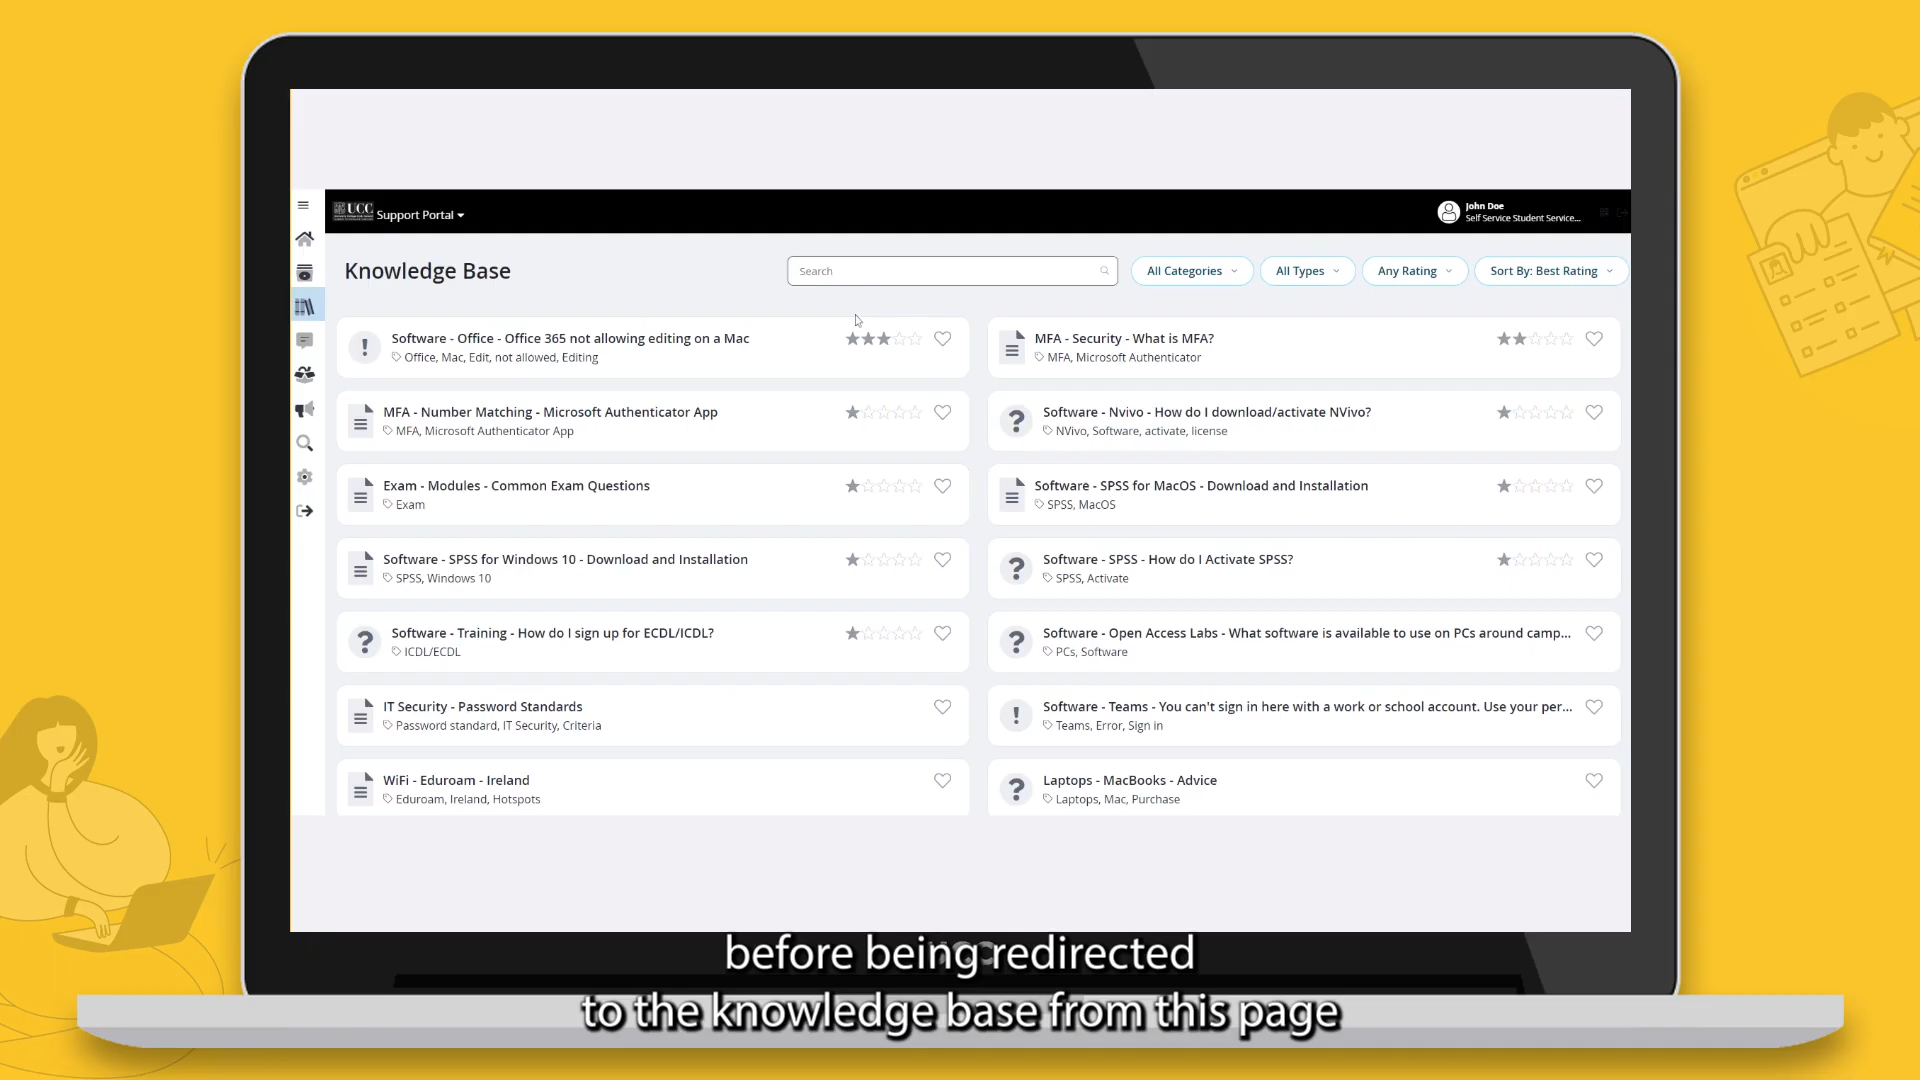 UCC
Support Portal
John Doe
Self Service Student Service...
Knowledge Base
Search
All Categories
All Types
Any Rating
Sort By: Best Rating
Software - Office - Office 365 not allowing editing on a Mac
Office, Mac, Edit, not allowed, Editing
MFA - Security - What is MFA?
MFA, Microsoft Authenticator
MFA - Number Matching - Microsoft Authenticator App
MFA, Microsoft Authenticator App
Software - Nvivo - How do I download/activate NVivo?
NVivo, Software, activate, license
Exam - Modules - Common Exam Questions
Exam
Software - SPSS for MacOS - Download and Installation
SPSS, MacOS
Software - SPSS for Windows 10 - Download and Installation
SPSS, Windows 10
Software - SPSS - How do I Activate SPSS?
SPSS, Activate
Software - Training - How do I sign up for ECDL/ICDL?
ICDL/ECDL
Software - Open Access Labs - What software is available to use on PCs around camp...
PCs, Software
IT Security - Password Standards
Password standard, IT Security, Criteria
Software - Teams - You can't sign in here with a work or school account. Use your per...
Teams, Error, Sign in
WiFi - Eduroam - Ireland
Eduroam, Ireland, Hotspots
Laptops - MacBooks - Advice
Laptops, Mac, Purchase
before being redirected
to the knowledge base from this page